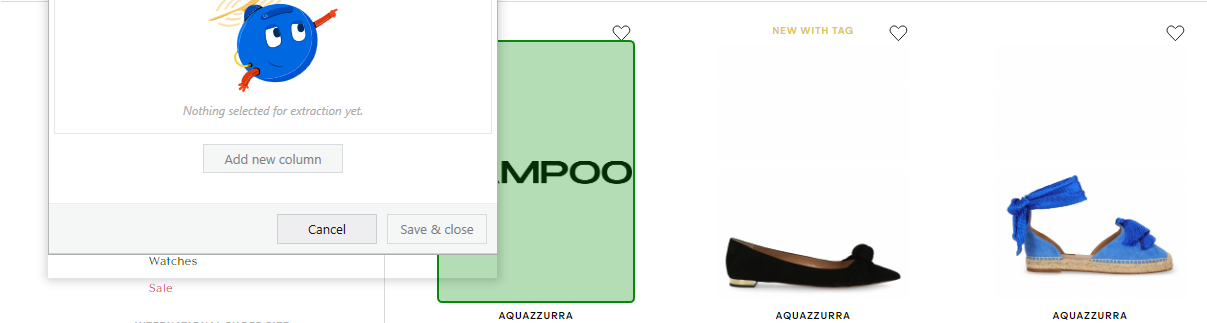 NEW WITH TAG
Nothing selected for extraction yet.
Add new column
MPOO
Cancel
Save & close
Watches
Sale
AQUAZZURRA
AQUAZZURRA
AQUAZZURRA